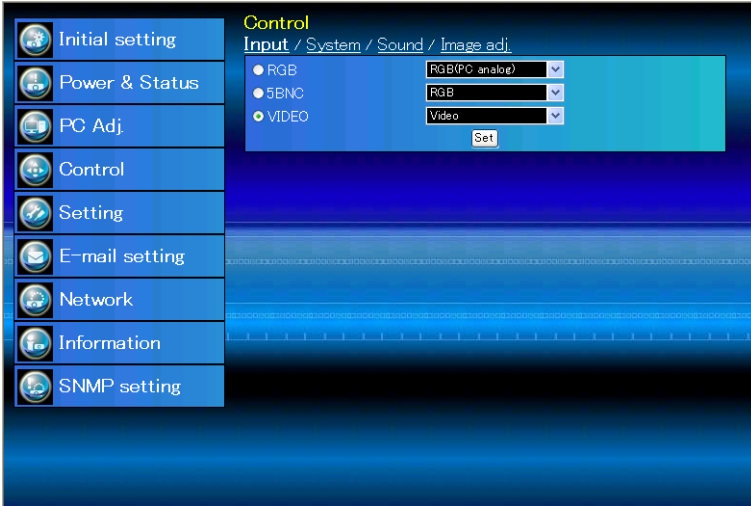 Initial setting
Power & Status
PC Adj.
Control
Setting
E-mail setting
Network
Information
SNMP setting
Control
Input / System / Sound / Image adj.
RGB RGB(PC analog)
5BNC RGB
VIDEO Video
Set